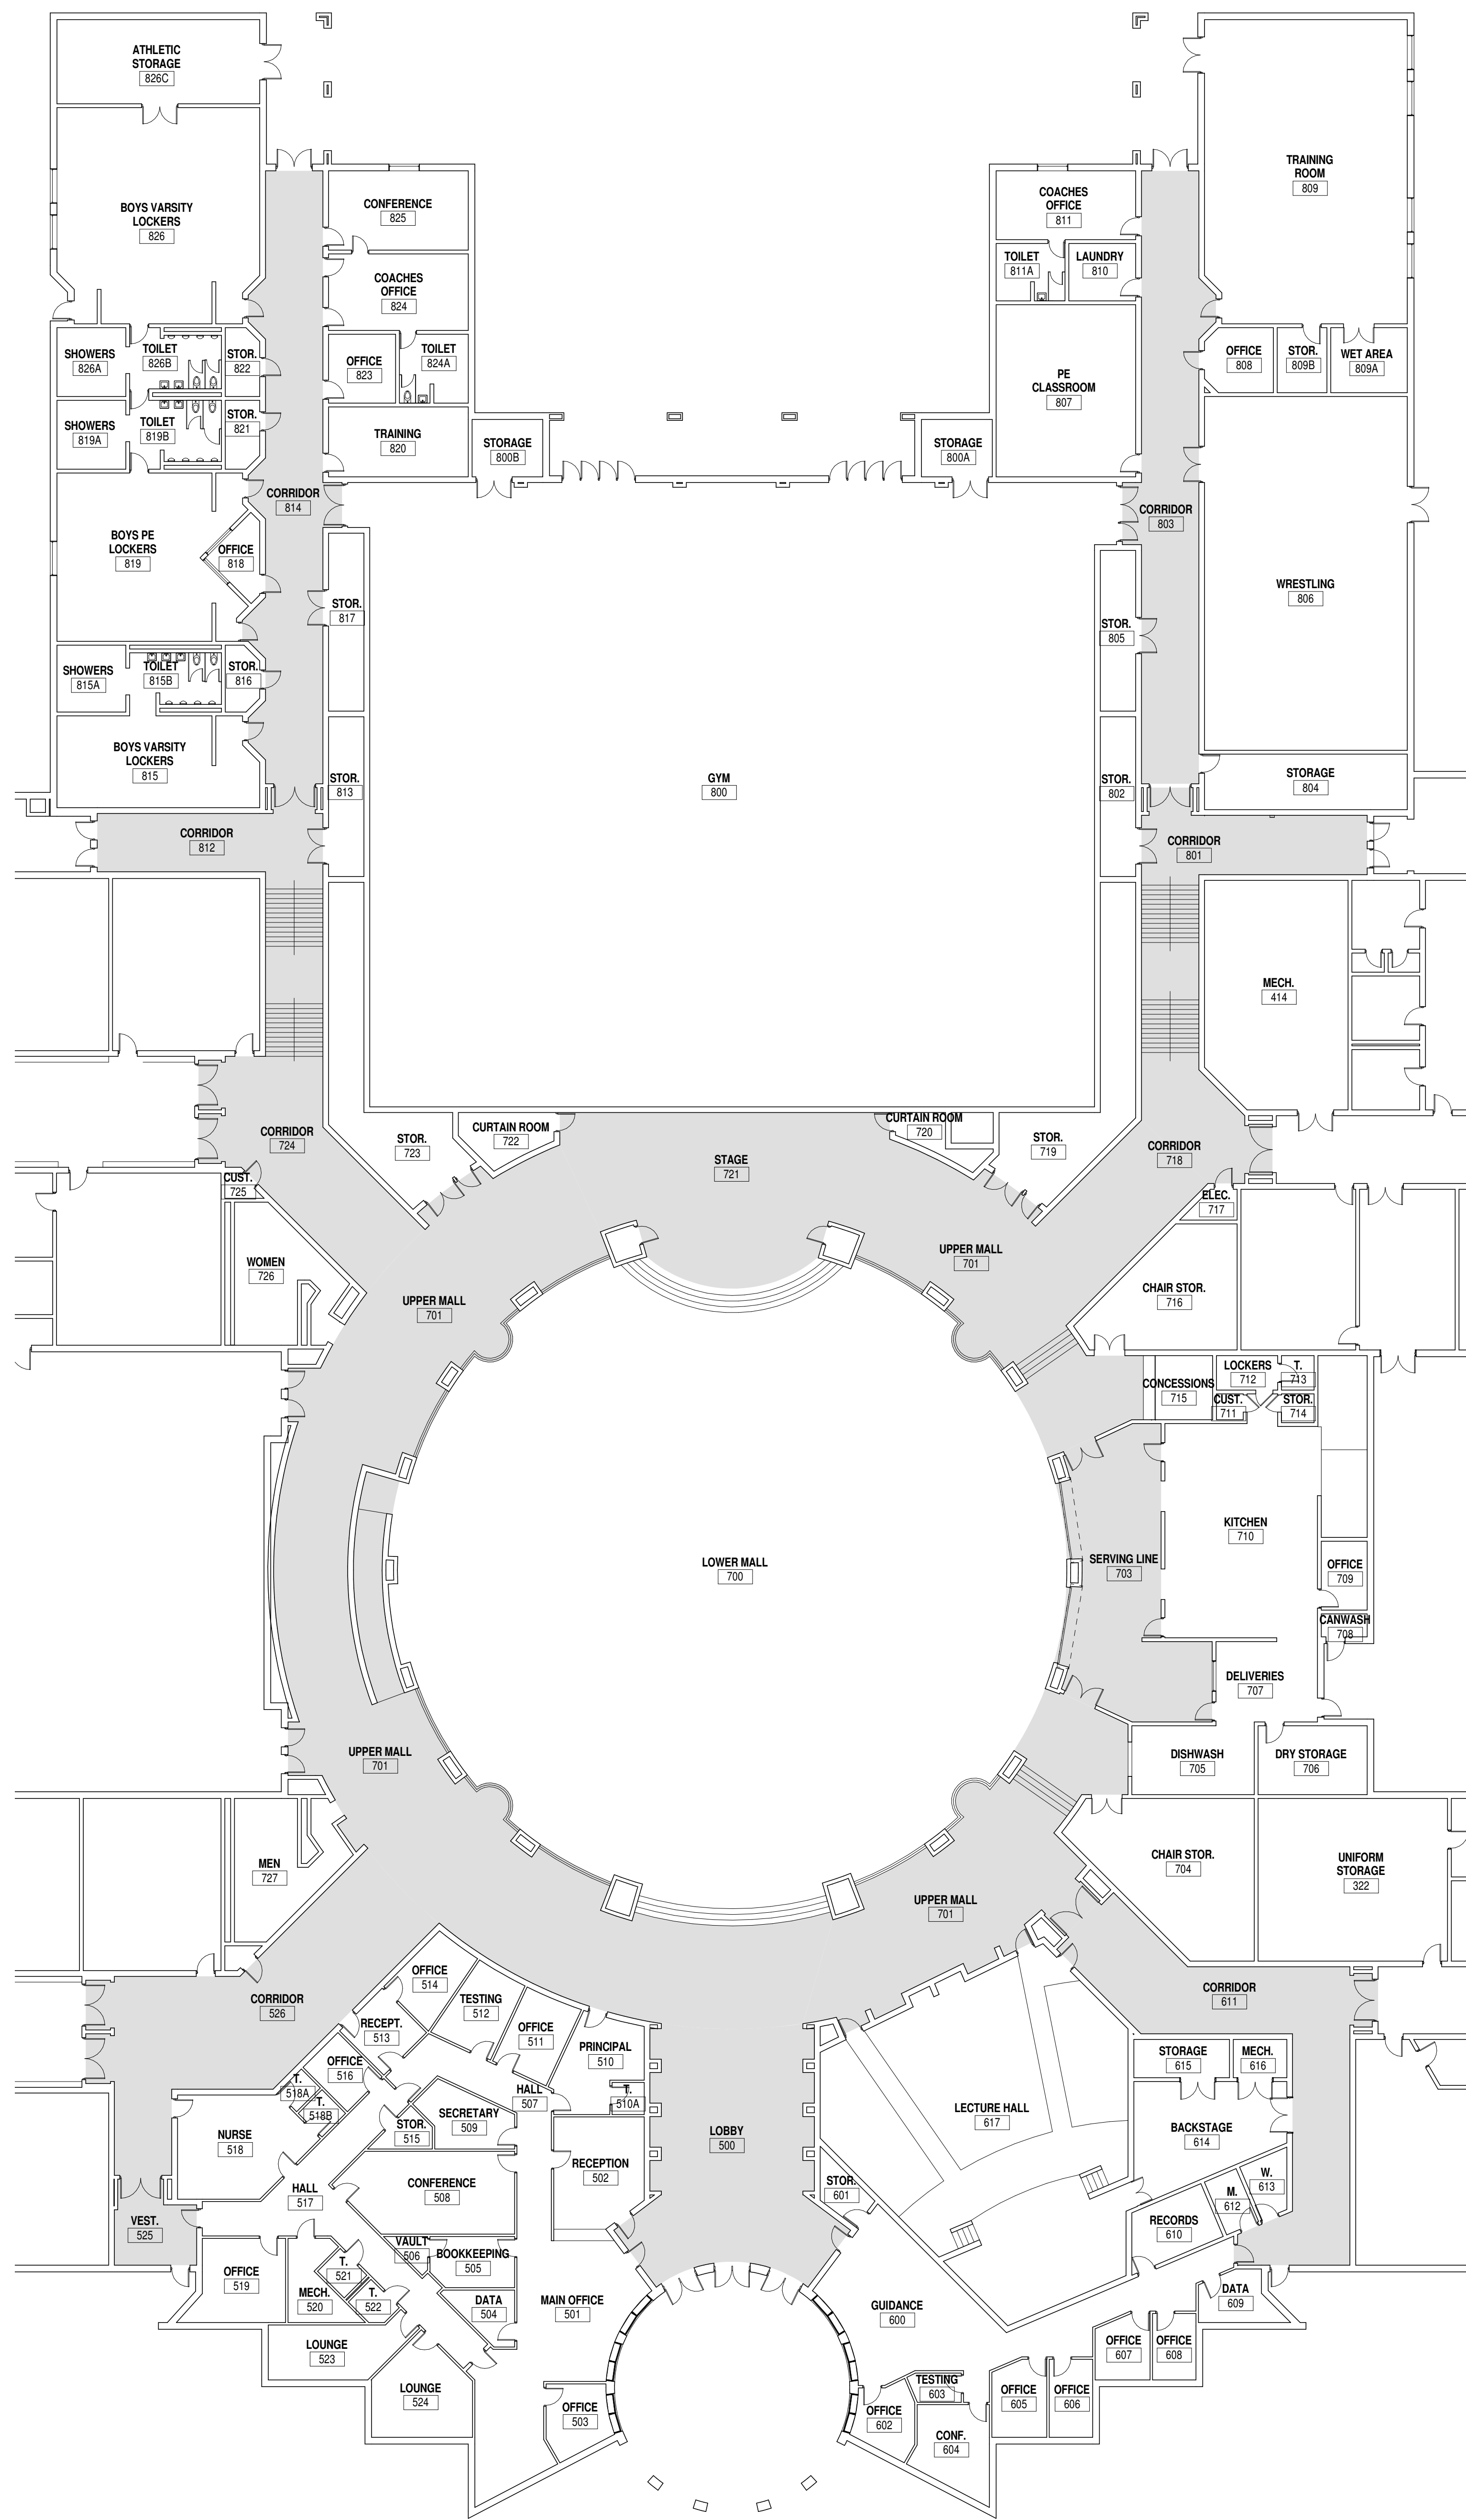 ATHLETIC
STORAGE
826C
BOYS VARSITY
LOCKERS
826
CONFERENCE
825
COACHES
OFFICE
824
OFFICE
823
TOILET
824A
SHOWERS
826A
TOILET
826B
STOR.
822
SHOWERS
819A
TOILET
819B
STOR.
821
TRAINING
820
STORAGE
800B
COACHES
OFFICE
811
TOILET
811A
LAUNDRY
810
PE
CLASSROOM
807
STORAGE
800A
TRAINING
ROOM
809
OFFICE
808
STOR.
809B
WET AREA
809A
CORRIDOR
814
CORRIDOR
803
BOYS PE
LOCKERS
819
OFFICE
818
STOR.
817
STOR.
805
WRESTLING
806
SHOWERS
815A
TOILET
815B
STOR.
816
BOYS VARSITY
LOCKERS
815
STOR.
813
GYM
800
STOR.
802
STORAGE
804
CORRIDOR
812
CORRIDOR
801
MECH.
414
CORRIDOR
724
STOR.
723
CURTAIN ROOM
722
STAGE
721
CURTAIN ROOM
720
STOR.
719
CORRIDOR
718
CUST.
725
ELEC.
717
WOMEN
726
UPPER MALL
701
UPPER MALL
701
CHAIR STOR.
716
CONCESSIONS
715
LOCKERS
712
T.
713
CUST.
711
STOR.
714
KITCHEN
710
LOWER MALL
700
SERVING LINE
703
OFFICE
709
CANWASH
708
DELIVERIES
707
UPPER MALL
701
DISHWASH
705
DRY STORAGE
706
MEN
727
CHAIR STOR.
704
UNIFORM
STORAGE
322
UPPER MALL
701
CORRIDOR
526
OFFICE
514
TESTING
512
RECEPT.
513
OFFICE
511
PRINCIPAL
510
CORRIDOR
611
OFFICE
516
T.
518A
T.
518B
HALL
507
T.
510A
STORAGE
615
MECH.
616
NURSE
518
STOR.
515
SECRETARY
509
LOBBY
500
LECTURE HALL
617
BACKSTAGE
614
CONFERENCE
508
RECEPTION
502
STOR.
601
W.
613
M.
612
HALL
517
RECORDS
610
VEST.
525
VAULT
506
BOOKKEEPING
505
OFFICE
519
T.
521
MECH.
520
T.
522
DATA
504
MAIN OFFICE
501
GUIDANCE
600
DATA
609
LOUNGE
523
OFFICE
607
OFFICE
608
LOUNGE
524
OFFICE
503
TESTING
603
OFFICE
602
OFFICE
605
OFFICE
606
CONF.
604